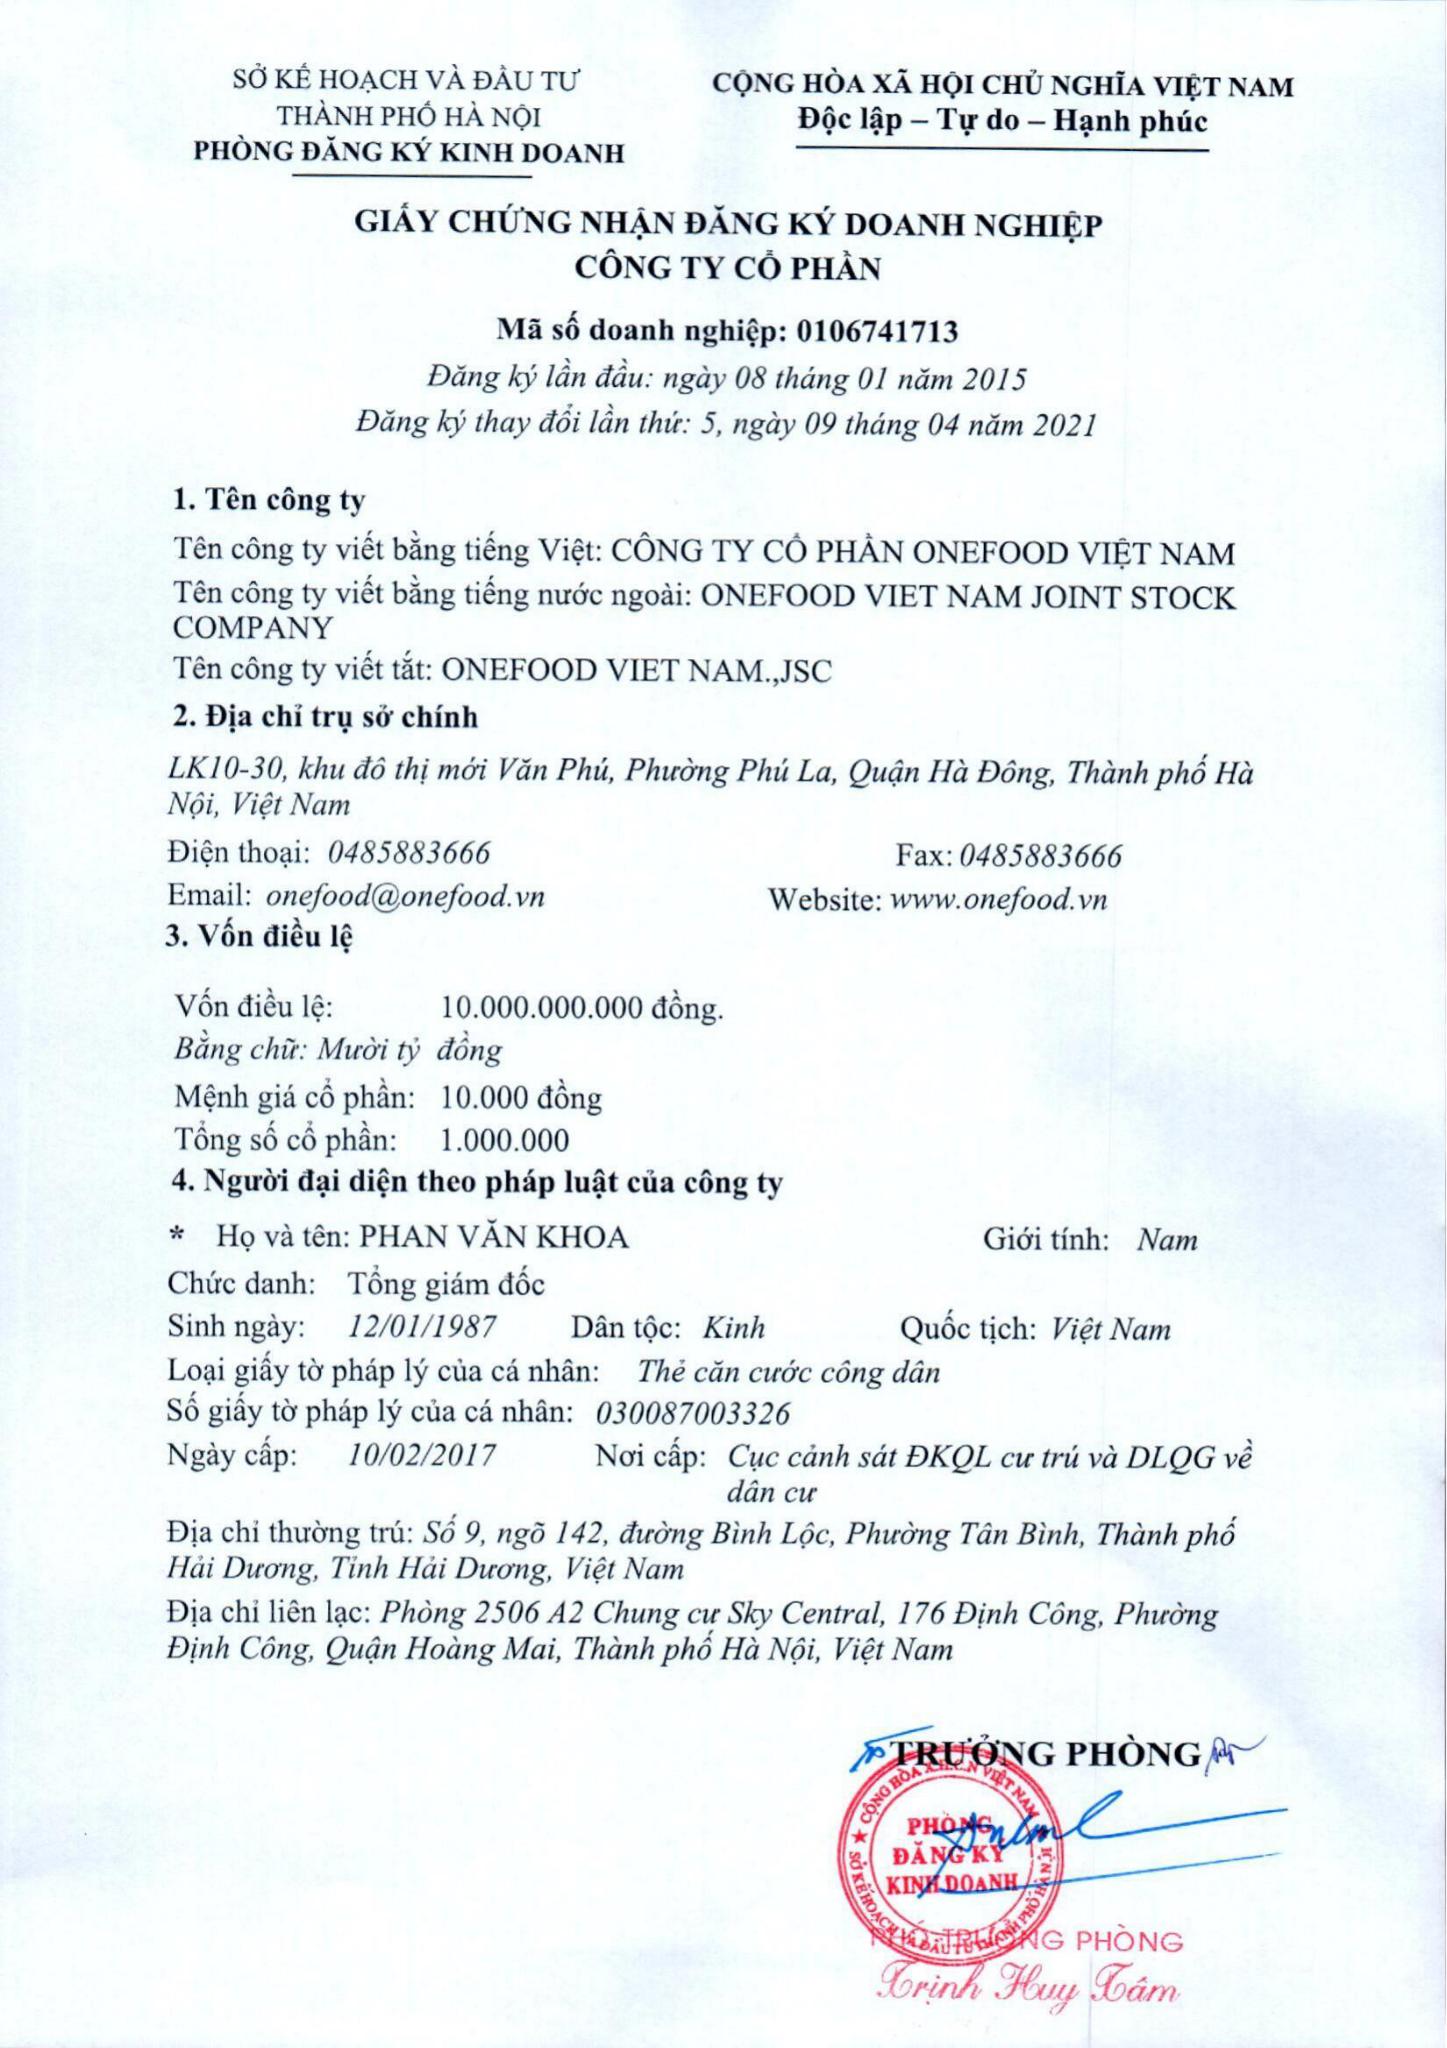 SỞ KẾ HOẠCH VÀ ĐẦU TƯ
THÀNH PHỐ HÀ NỘI
PHÒNG ĐĂNG KÝ KINH DOANH
CỘNG HÒA XÃ HỘI CHỦ NGHĨA VIỆT NAM
Độc lập – Tự do – Hạnh phúc
GIẤY CHỨNG NHẬN ĐĂNG KÝ DOANH NGHIỆP
CÔNG TY CỔ PHẦN
Mã số doanh nghiệp: 0106741713
Đăng ký lần đầu: ngày 08 tháng 01 năm 2015
Đăng ký thay đổi lần thứ: 5, ngày 09 tháng 04 năm 2021
1. Tên công ty
Tên công ty viết bằng tiếng Việt: CÔNG TY CỔ PHẦN ONEFOOD VIỆT NAM
Tên công ty viết bằng tiếng nước ngoài: ONEFOOD VIET NAM JOINT STOCK
COMPANY
Tên công ty viết tắt: ONEFOOD VIET NAM.,JSC
2. Địa chỉ trụ sở chính
LK10-30, khu đô thị mới Văn Phú, Phường Phú La, Quận Hà Đông, Thành phố Hà
Nội, Việt Nam
Điện thoại: 0485883666 Fax: 0485883666
Email: onefood@onefood.vn Website: www.onefood.vn
3. Vốn điều lệ
Vốn điều lệ: 10.000.000.000 đồng.
Bằng chữ: Mười tỷ đồng
Mệnh giá cổ phần: 10.000 đồng
Tổng số cổ phần: 1.000.000
4. Người đại diện theo pháp luật của công ty
* Họ và tên: PHAN VĂN KHOA Giới tính: Nam
Chức danh: Tổng giám đốc
Sinh ngày: 12/01/1987 Dân tộc: Kinh Quốc tịch: Việt Nam
Loại giấy tờ pháp lý của cá nhân: Thẻ căn cước công dân
Số giấy tờ pháp lý của cá nhân: 030087003326
Ngày cấp: 10/02/2017 Nơi cấp: Cục cảnh sát ĐKQL cư trú và DLQG về
dân cư
Địa chỉ thường trú: Số 9, ngõ 142, đường Bình Lộc, Phường Tân Bình, Thành phố
Hải Dương, Tỉnh Hải Dương, Việt Nam
Địa chỉ liên lạc: Phòng 2506 A2 Chung cư Sky Central, 176 Định Công, Phường
Định Công, Quận Hoàng Mai, Thành phố Hà Nội, Việt Nam
TRƯỞNG PHÒNG
CỘNG HÒA X.H.C.N VIỆT NAM
SỞ KẾ HOẠCH VÀ ĐẦU TƯ THÀNH PHỐ HÀ NỘI
PHÒNG
ĐĂNG KÝ
KINH DOANH
PHÓ TRƯỞNG PHÒNG
Trịnh Huy Tâm